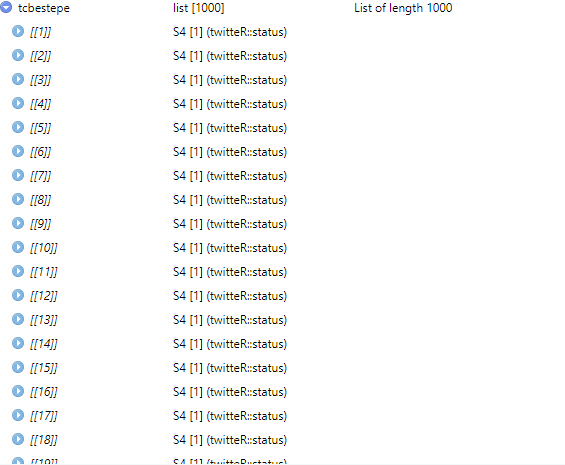 tcbestepe list [1000] List of length 1000
[[1]] S4 [1] (twitteR::status)
[[2]] S4 [1] (twitteR::status)
[[3]] S4 [1] (twitteR::status)
[[4]] S4 [1] (twitteR::status)
[[5]] S4 [1] (twitteR::status)
[[6]] S4 [1] (twitteR::status)
[[7]] S4 [1] (twitteR::status)
[[8]] S4 [1] (twitteR::status)
[[9]] S4 [1] (twitteR::status)
[[10]] S4 [1] (twitteR::status)
[[11]] S4 [1] (twitteR::status)
[[12]] S4 [1] (twitteR::status)
[[13]] S4 [1] (twitteR::status)
[[14]] S4 [1] (twitteR::status)
[[15]] S4 [1] (twitteR::status)
[[16]] S4 [1] (twitteR::status)
[[17]] S4 [1] (twitteR::status)
[[18]] S4 [1] (twitteR::status)
[[19]] S4 [1] (twitteR::status)